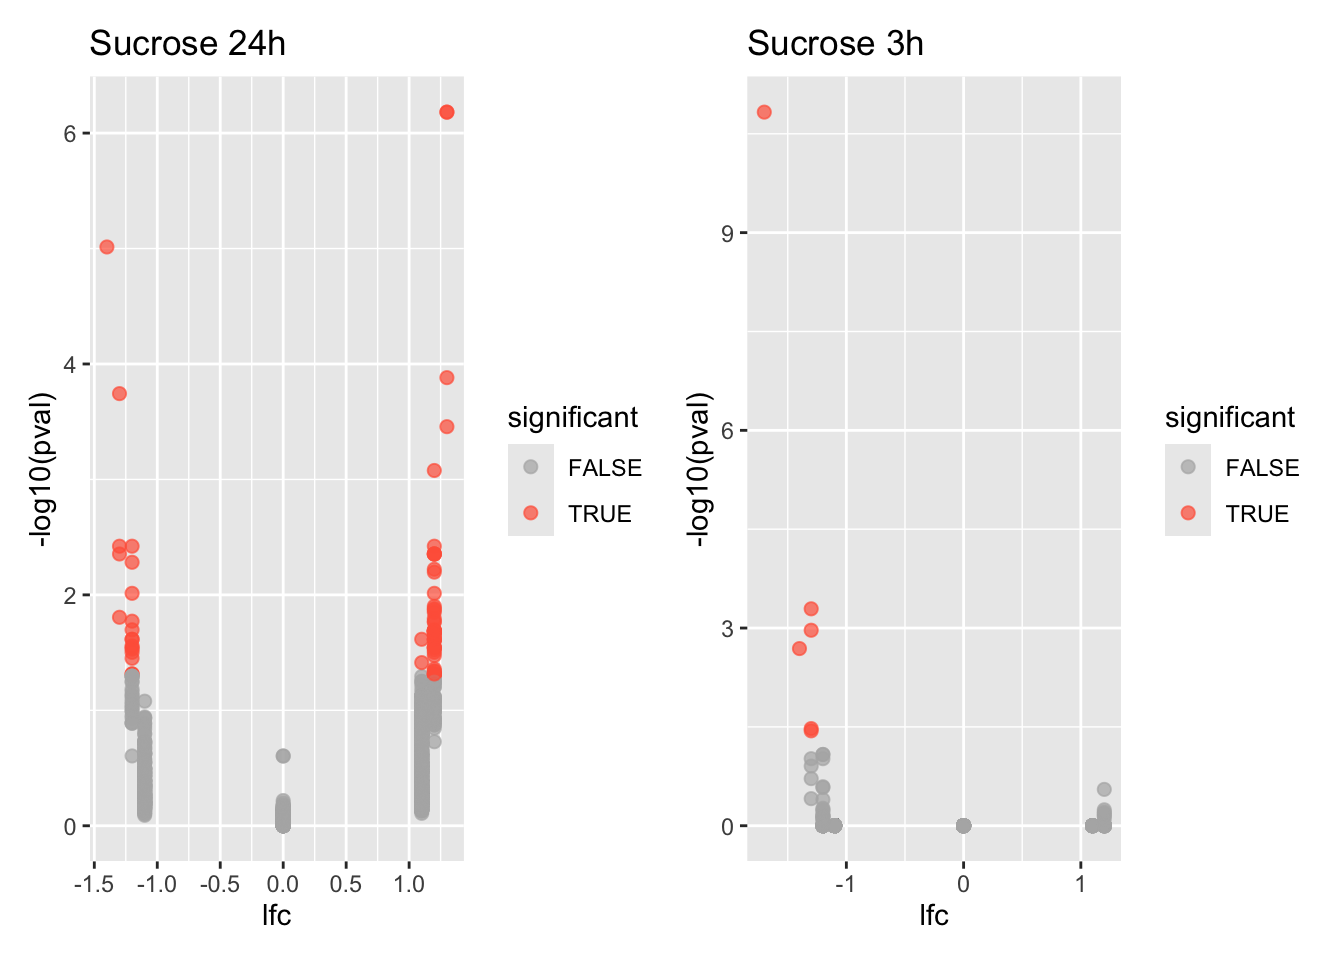 Sucrose 24h
6
4
2
0
-log10(pval)
-1.5 -1.0 -0.5 0.0 0.5 1.0
lfc
significant
FALSE
TRUE
Sucrose 3h
9
6
3
0
-log10(pval)
-1 0 1
lfc
significant
FALSE
TRUE